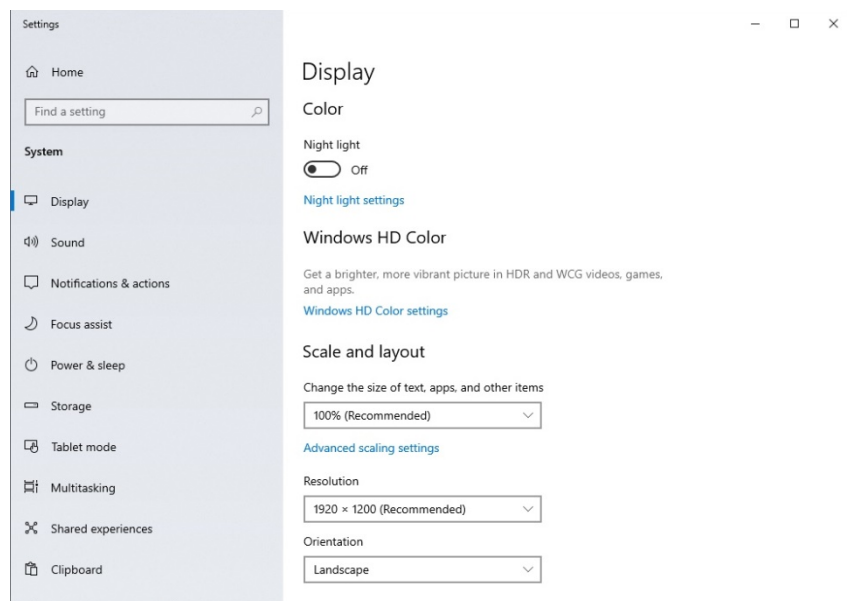 Settings
Home
Find a setting
System
Display
Sound
Notifications & actions
Focus assist
Power & sleep
Storage
Tablet mode
Multitasking
Shared experiences
Clipboard
Display
Color
Night light
Off
Night light settings
Windows HD Color
Get a brighter, more vibrant picture in HDR and WCG videos, games,
and apps.
Windows HD Color settings
Scale and layout
Change the size of text, apps, and other items
100% (Recommended)
Advanced scaling settings
Resolution
1920 × 1200 (Recommended)
Orientation
Landscape